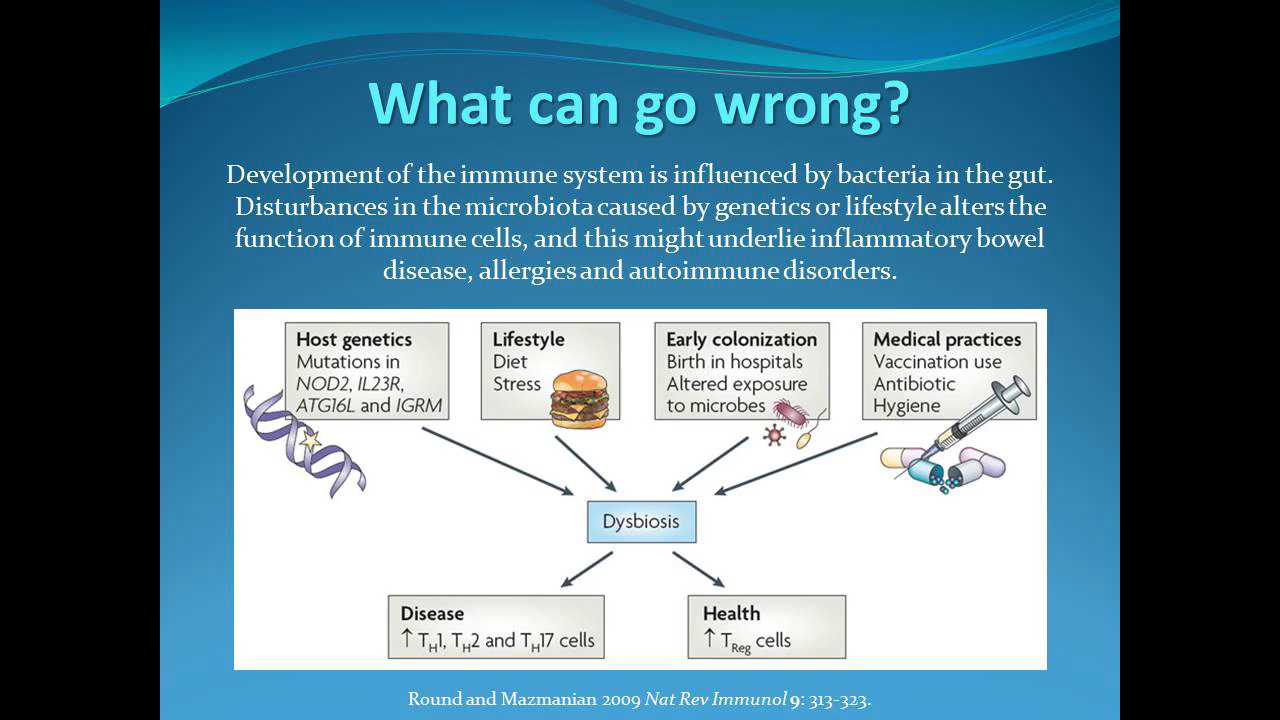 What can go wrong?
Development of the immune system is influenced by bacteria in the gut.
Disturbances in the microbiota caused by genetics or lifestyle alters the
function of immune cells, and this might underlie inflammatory bowel
disease, allergies and autoimmune disorders.
Host genetics
Mutations in
NOD2, IL23R,
ATG16L and IGRM
Lifestyle
Diet
Stress
Early colonization
Birth in hospitals
Altered exposure
to microbes
Medical practices
Vaccination use
Antibiotic
Hygiene
Dysbiosis
Disease
↑ TH1, TH2 and TH17 cells
Health
↑ TReg cells
Round and Mazmanian 2009 Nat Rev Immunol 9: 313-323.